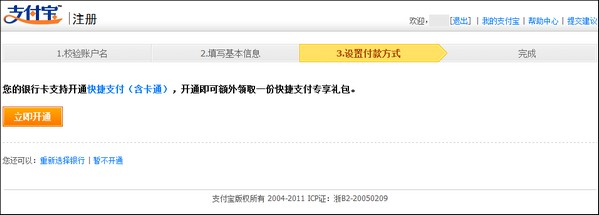 支付宝™ | 注册
欢迎, [退出] | 我的支付宝 | 帮助中心 | 提交建议
1.校验账户名 2.填写基本信息 3.设置付款方式 完成
您的银行卡支持开通快捷支付（含卡通），开通即可额外领取一份快捷支付专享礼包。
立即开通
您还可以: 重新选择银行 | 暂不开通
支付宝版权所有 2004-2011 ICP证：浙B2-20050209